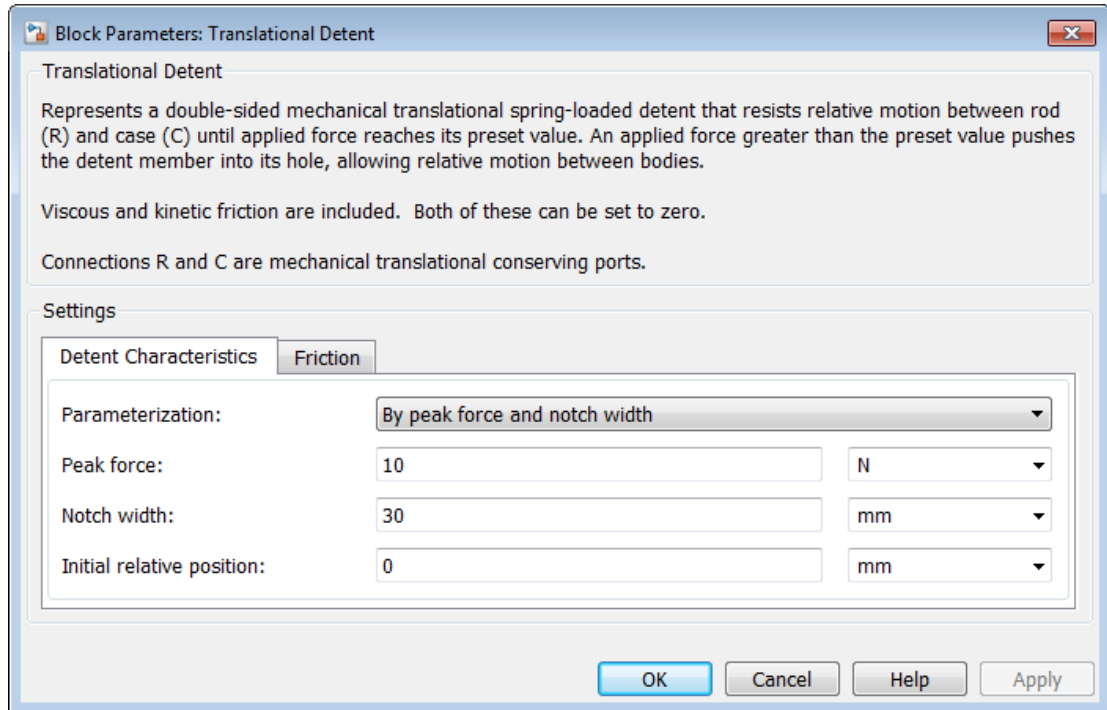 Block Parameters: Translational Detent
Translational Detent
Represents a double-sided mechanical translational spring-loaded detent that resists relative motion between rod
(R) and case (C) until applied force reaches its preset value. An applied force greater than the preset value pushes
the detent member into its hole, allowing relative motion between bodies.
Viscous and kinetic friction are included.  Both of these can be set to zero.
Connections R and C are mechanical translational conserving ports.
Settings
Detent Characteristics Friction
Parameterization: By peak force and notch width
Peak force: 10 N
Notch width: 30 mm
Initial relative position: 0 mm
OK Cancel Help Apply